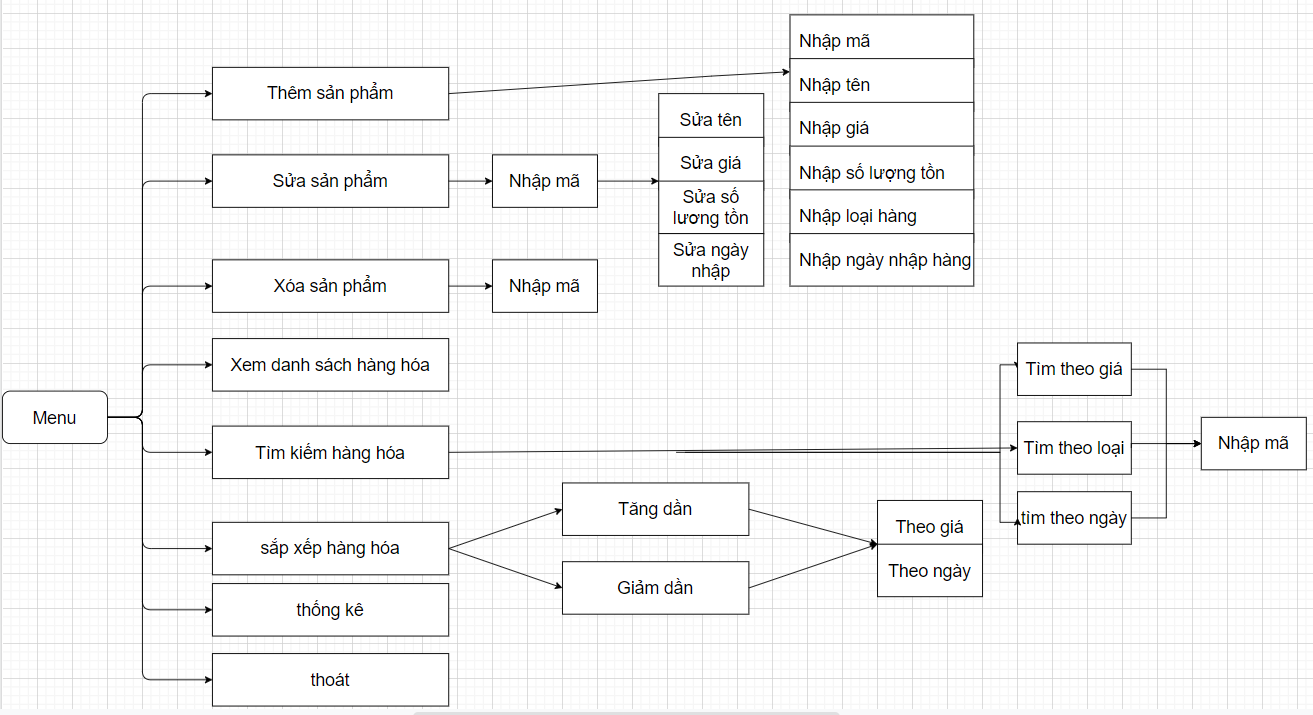 Menu
Thêm sản phẩm
Nhập mã
Nhập tên
Nhập giá
Nhập số lượng tồn
Nhập loại hàng
Nhập ngày nhập hàng
Sửa sản phẩm
Nhập mã
Sửa tên
Sửa giá
Sửa số
lương tồn
Sửa ngày
nhập
Xóa sản phẩm
Nhập mã
Xem danh sách hàng hóa
Tìm kiếm hàng hóa
Tìm theo giá
Tìm theo loại
tìm theo ngày
Nhập mã
sắp xếp hàng hóa
Tăng dần
Giảm dần
Theo giá
Theo ngày
thống kê
thoát